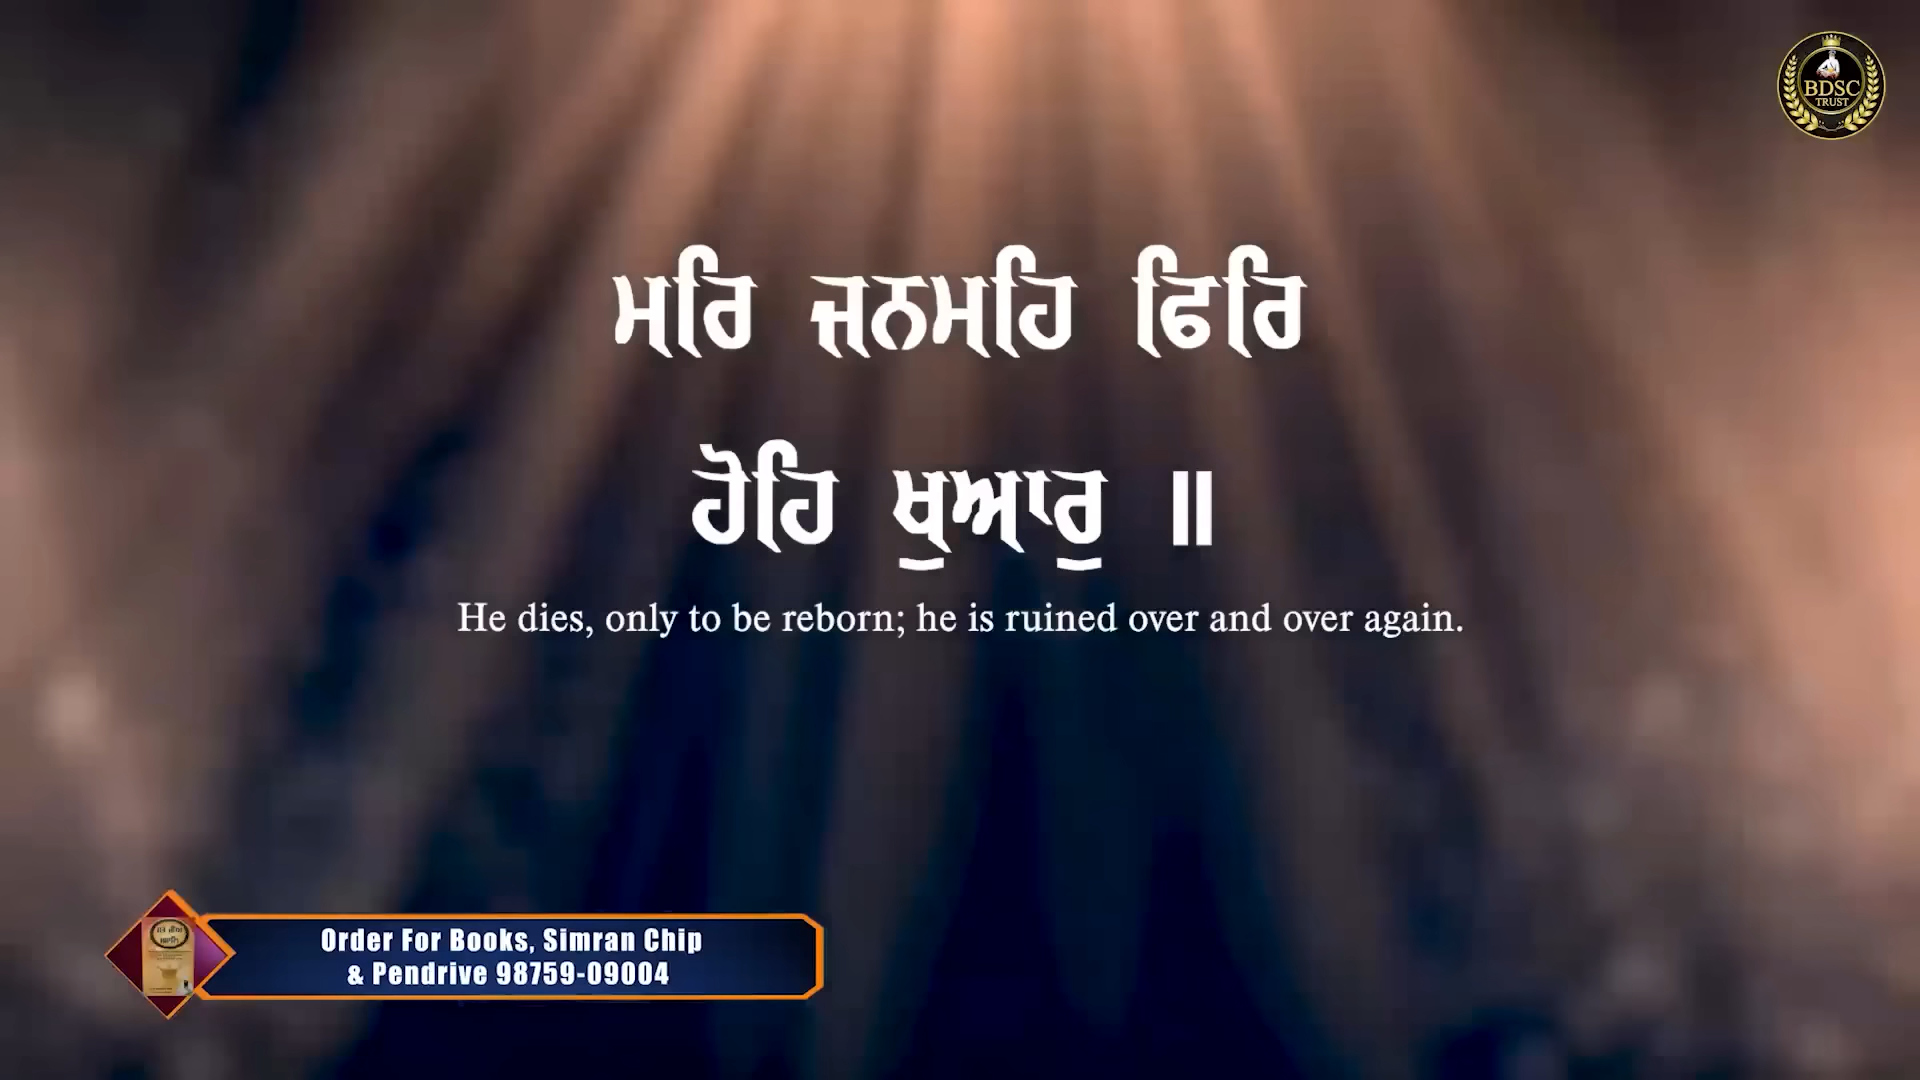 BDSC
TRUST
ਮਰਿ ਜਨਮਹਿ ਫਿਰਿ
ਹੋਹਿ ਖੁਆਰੁ ॥
He dies, only to be reborn; he is ruined over and over again.
Order For Books, Simran Chip
& Pendrive 98759-09004